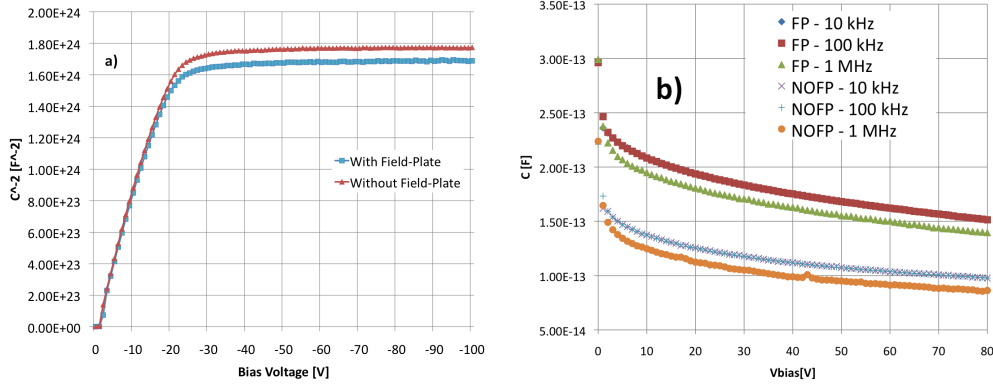 2.00E+24
1.80E+24
1.60E+24
1.40E+24
1.20E+24
1.00E+24
8.00E+23
6.00E+23
4.00E+23
2.00E+23
0.00E+00
C^-2 [F^-2]
a)
With Field-Plate
Without Field-Plate
0 -10 -20 -30 -40 -50 -60 -70 -80 -90 -100
Bias Voltage [V]
3.50E-13
3.00E-13
2.50E-13
2.00E-13
1.50E-13
1.00E-13
5.00E-14
C [F]
b)
FP - 10 kHz
FP - 100 kHz
FP - 1 MHz
NOFP - 10 kHz
NOFP - 100 kHz
NOFP - 1 MHz
0 10 20 30 40 50 60 70 80
Vbias[V]